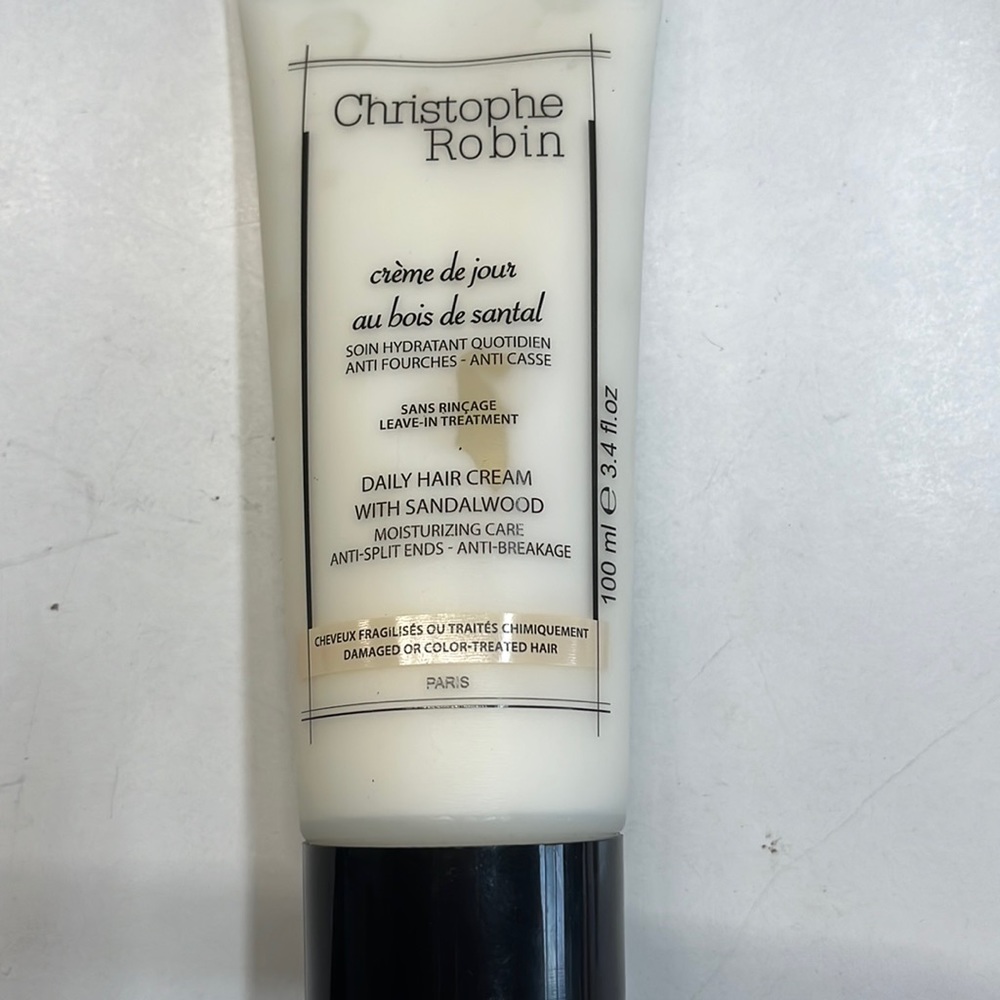 Christophe
Robin
crème de jour
au bois de santal
SOIN HYDRATANT QUOTIDIEN
ANTI FOURCHES - ANTI CASSE
SANS RINÇAGE
LEAVE-IN TREATMENT
DAILY HAIR CREAM
WITH SANDALWOOD
MOISTURIZING CARE
ANTI-SPLIT ENDS - ANTI-BREAKAGE
100 ml ℮ 3.4 fl.oz
CHEVEUX FRAGILISÉS OU TRAITÉS CHIMIQUEMENT
DAMAGED OR COLOR-TREATED HAIR
PARIS